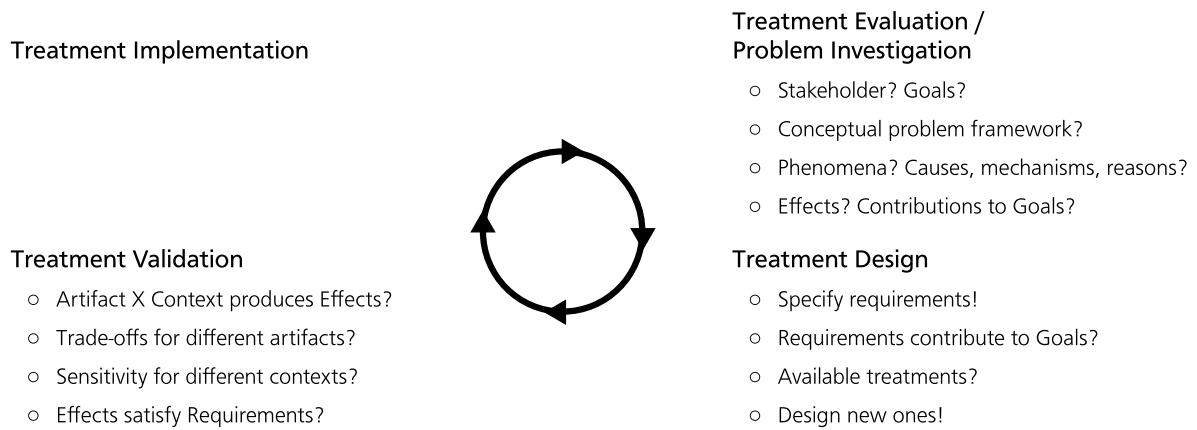 Treatment Implementation
Treatment Evaluation /
Problem Investigation
○ Stakeholder? Goals?
○ Conceptual problem framework?
○ Phenomena? Causes, mechanisms, reasons?
○ Effects? Contributions to Goals?
Treatment Validation
○ Artifact X Context produces Effects?
○ Trade-offs for different artifacts?
○ Sensitivity for different contexts?
○ Effects satisfy Requirements?
Treatment Design
○ Specify requirements!
○ Requirements contribute to Goals?
○ Available treatments?
○ Design new ones!